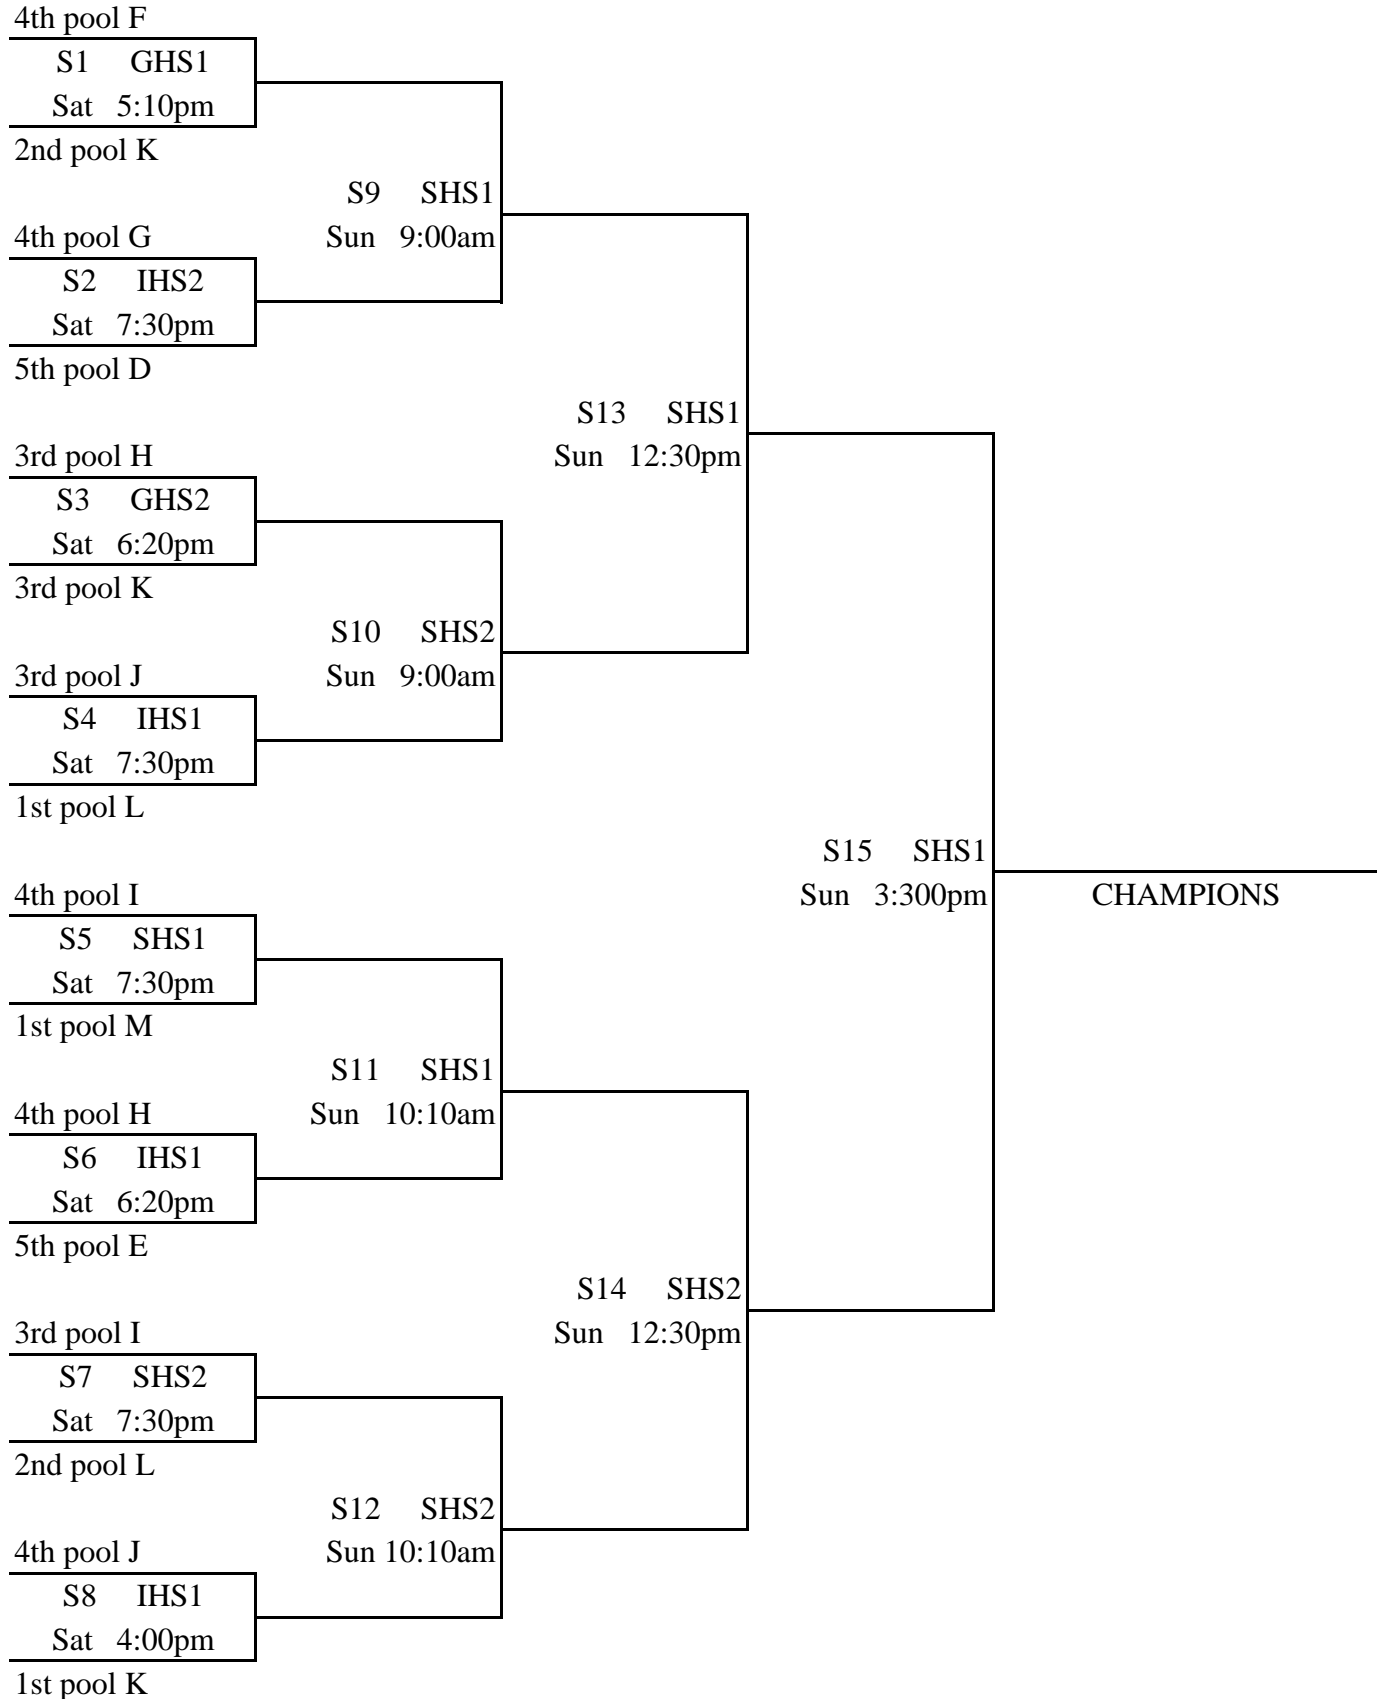 4th pool F
S1 GHS1
Sat 5:10pm
2nd pool K
S9 SHS1
Sun 9:00am
4th pool G
S2 IHS2
Sat 7:30pm
5th pool D
S13 SHS1
Sun 12:30pm
3rd pool H
S3 GHS2
Sat 6:20pm
3rd pool K
S10 SHS2
Sun 9:00am
3rd pool J
S4 IHS1
Sat 7:30pm
1st pool L
S15 SHS1
Sun 3:300pm
CHAMPIONS
4th pool I
S5 SHS1
Sat 7:30pm
1st pool M
S11 SHS1
Sun 10:10am
4th pool H
S6 IHS1
Sat 6:20pm
5th pool E
S14 SHS2
Sun 12:30pm
3rd pool I
S7 SHS2
Sat 7:30pm
2nd pool L
S12 SHS2
Sun 10:10am
4th pool J
S8 IHS1
Sat 4:00pm
1st pool K